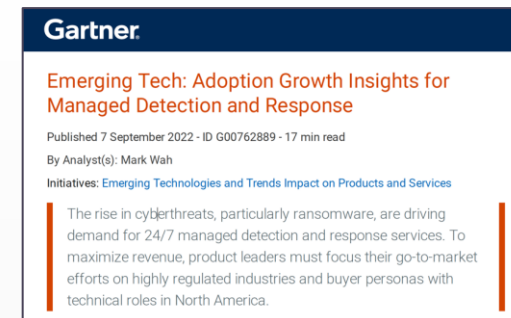 Gartner
Emerging Tech: Adoption Growth Insights for
Managed Detection and Response
Published 7 September 2022 - ID G00762889 - 17 min read
By Analyst(s): Mark Wah
Initiatives: Emerging Technologies and Trends Impact on Products and Services
The rise in cyberthreats, particularly ransomware, are driving
demand for 24/7 managed detection and response services. To
maximize revenue, product leaders must focus their go-to-market
efforts on highly regulated industries and buyer personas with
technical roles in North America.